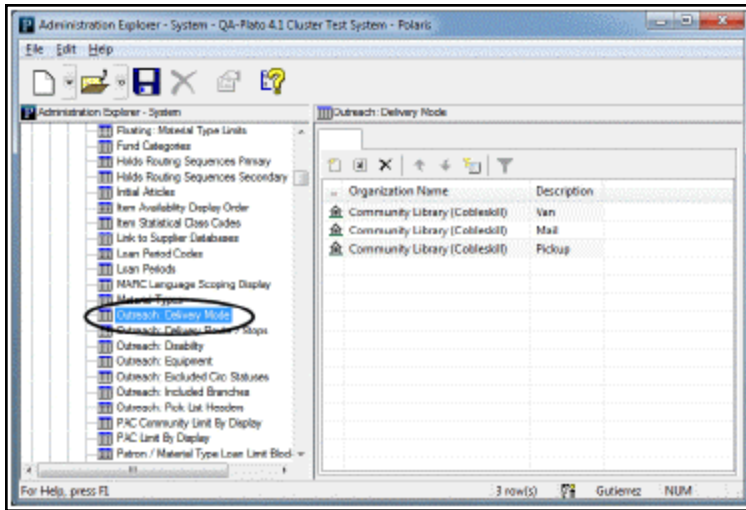 Administration Explorer - System - QA-Plato 4.1 Cluster Test System - Polaris
File Edit Help
Administration Explorer - System
Outreach: Delivery Mode
Floating: Material Type Limits
Fund Categories
Holds Routing Sequences Primary
Holds Routing Sequences Secondary
Initial Articles
Item Availability Display Order
Item Statistical Class Codes
Link to Supplier Databases
Loan Period Codes
Loan Periods
MARC Language Scoping Display
Material Types
Outreach: Delivery Mode
Outreach: Delivery Route / Stops
Outreach: Disability
Outreach: Equipment
Outreach: Excluded Circ Statuses
Outreach: Included Branches
Outreach: Pick List Headers
PAC Community Limit By Display
PAC Limit By Display
Patron / Material Type Loan Limit Block
Organization Name Description
Community Library (Cobleskill) Van
Community Library (Cobleskill) Mail
Community Library (Cobleskill) Pickup
For Help, press F1
3 row(s) Gutierrez NUM